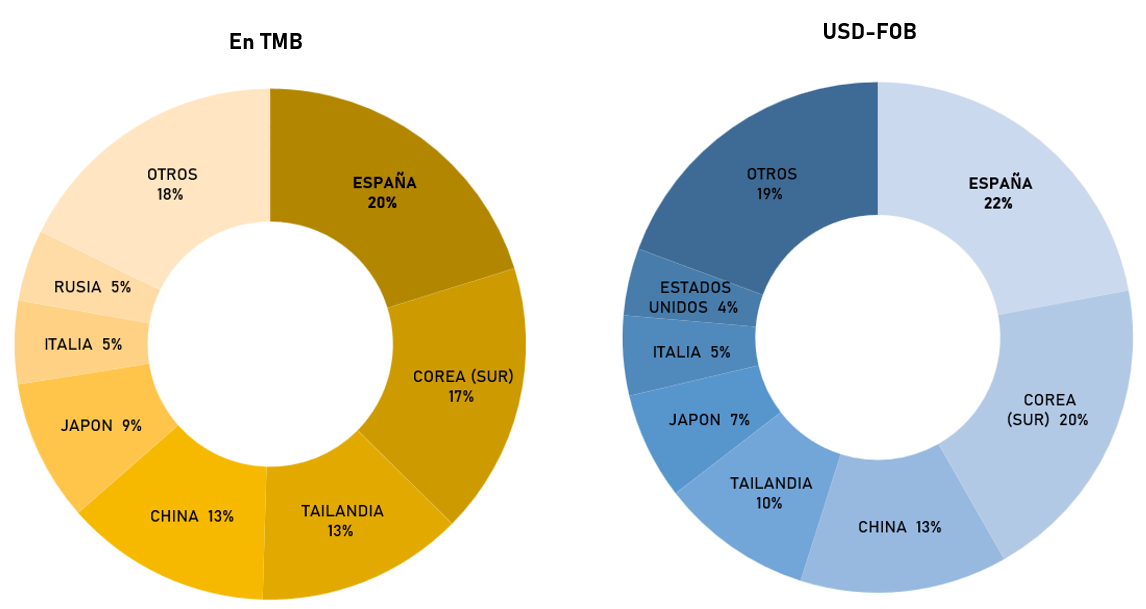 En TMB
OTROS
18%
ESPAÑA
20%
RUSIA 5%
ITALIA 5%
COREA (SUR)
17%
JAPON 9%
CHINA 13%
TAILANDIA
13%
USD-FOB
OTROS
19%
ESPAÑA
22%
ESTADOS
UNIDOS 4%
ITALIA 5%
COREA
(SUR) 20%
JAPON 7%
TAILANDIA
10%
CHINA 13%